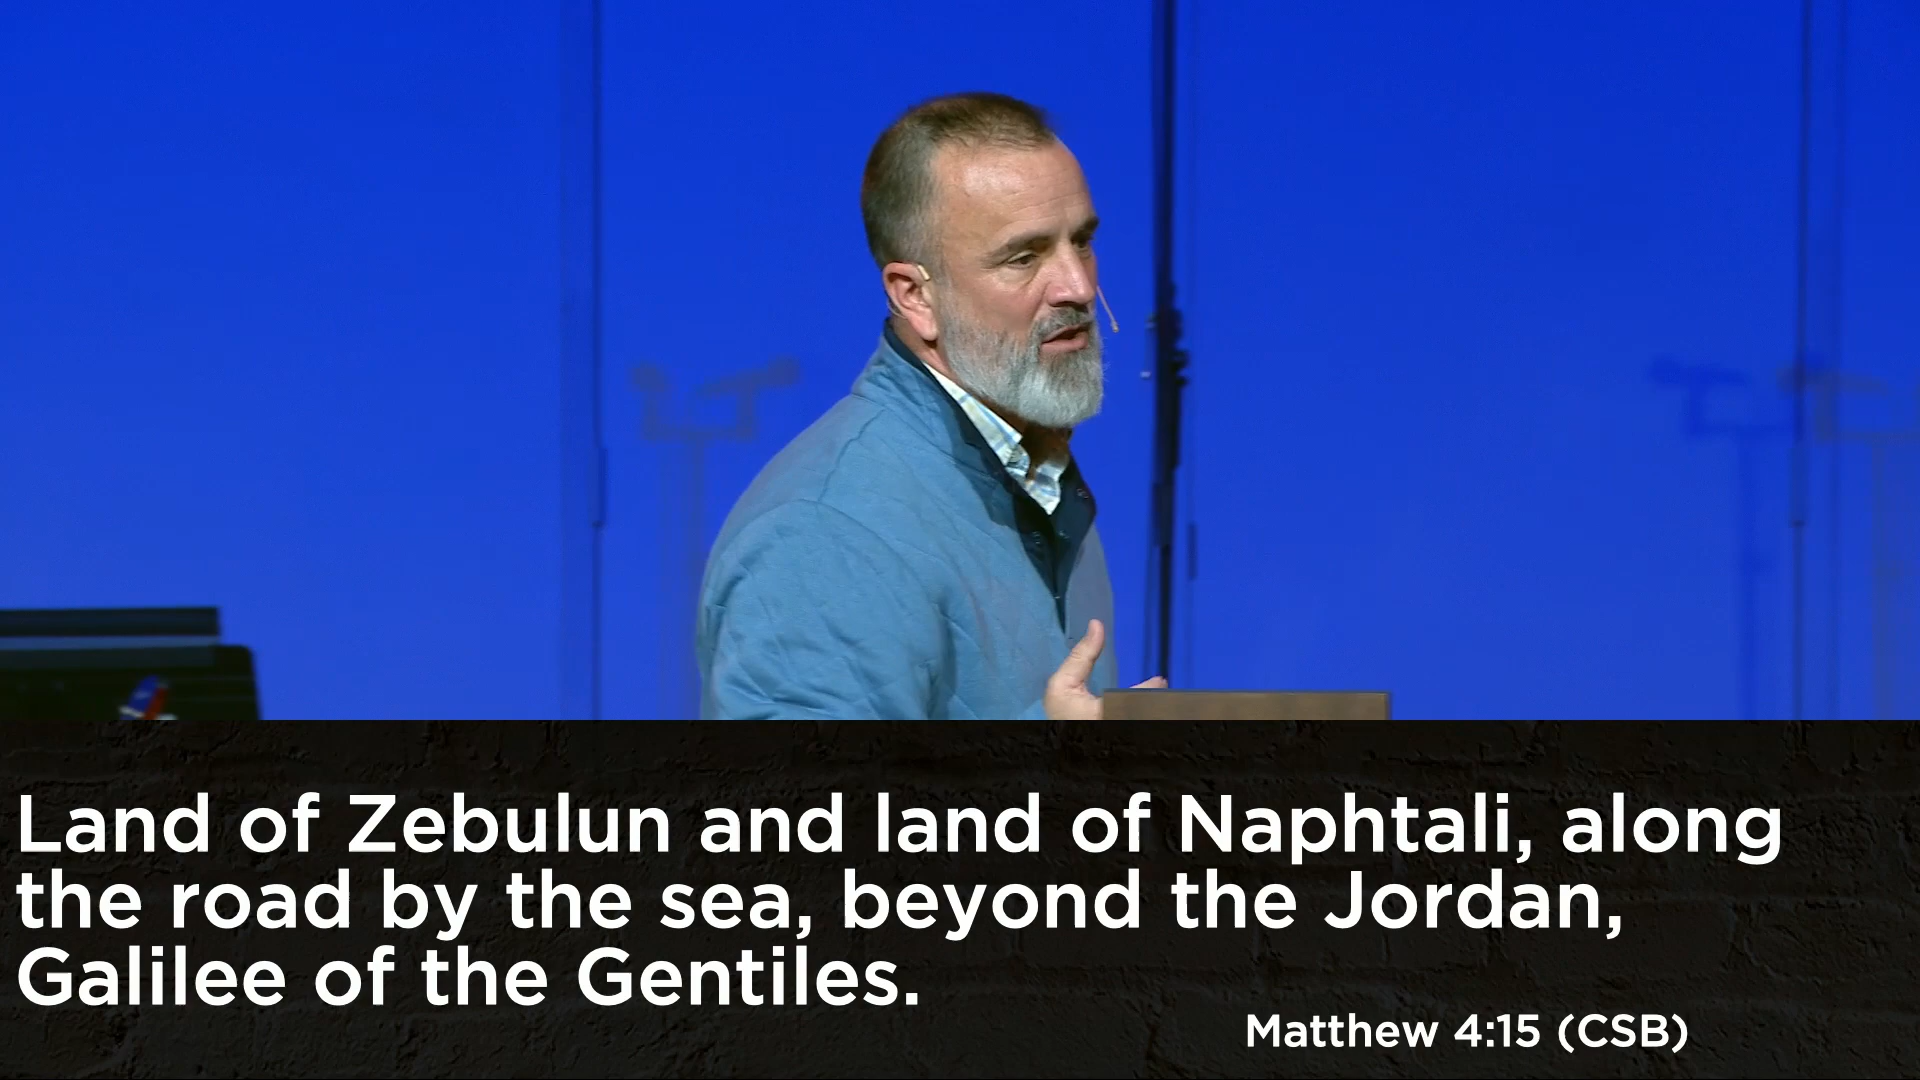 Land of Zebulun and land of Naphtali, along
the road by the sea, beyond the Jordan,
Galilee of the Gentiles.
Matthew 4:15 (CSB)